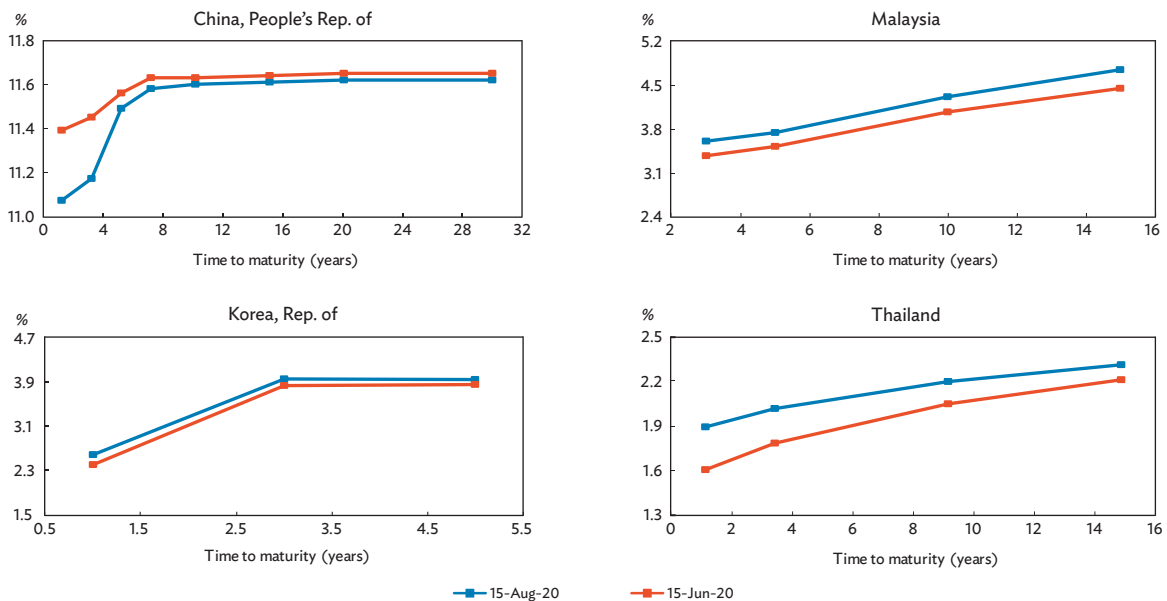 China, People’s Rep. of
%
11.8
11.6
11.4
11.2
11.0
0 4 8 12 16 20 24 28 32
Time to maturity (years)
Malaysia
%
5.2
4.5
3.8
3.1
2.4
2 4 6 8 10 12 14 16
Time to maturity (years)
Korea, Rep. of
%
4.7
3.9
3.1
2.3
1.5
0.5 1.5 2.5 3.5 4.5 5.5
Time to maturity (years)
Thailand
%
2.5
2.2
1.9
1.6
1.3
0 2 4 6 8 10 12 14 16
Time to maturity (years)
15-Aug-20 15-Jun-20